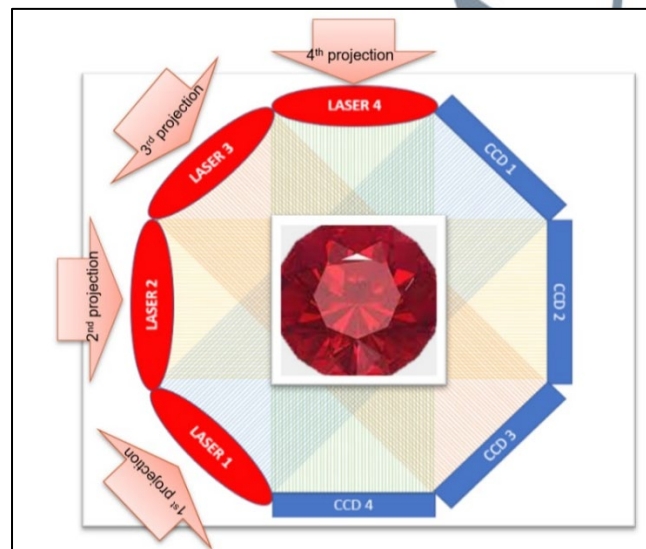 4th projection
LASER 4
3rd projection
LASER 3
CCD 1
2nd projection
LASER 2
CCD 2
LASER 1
CCD 3
1st projection
CCD 4